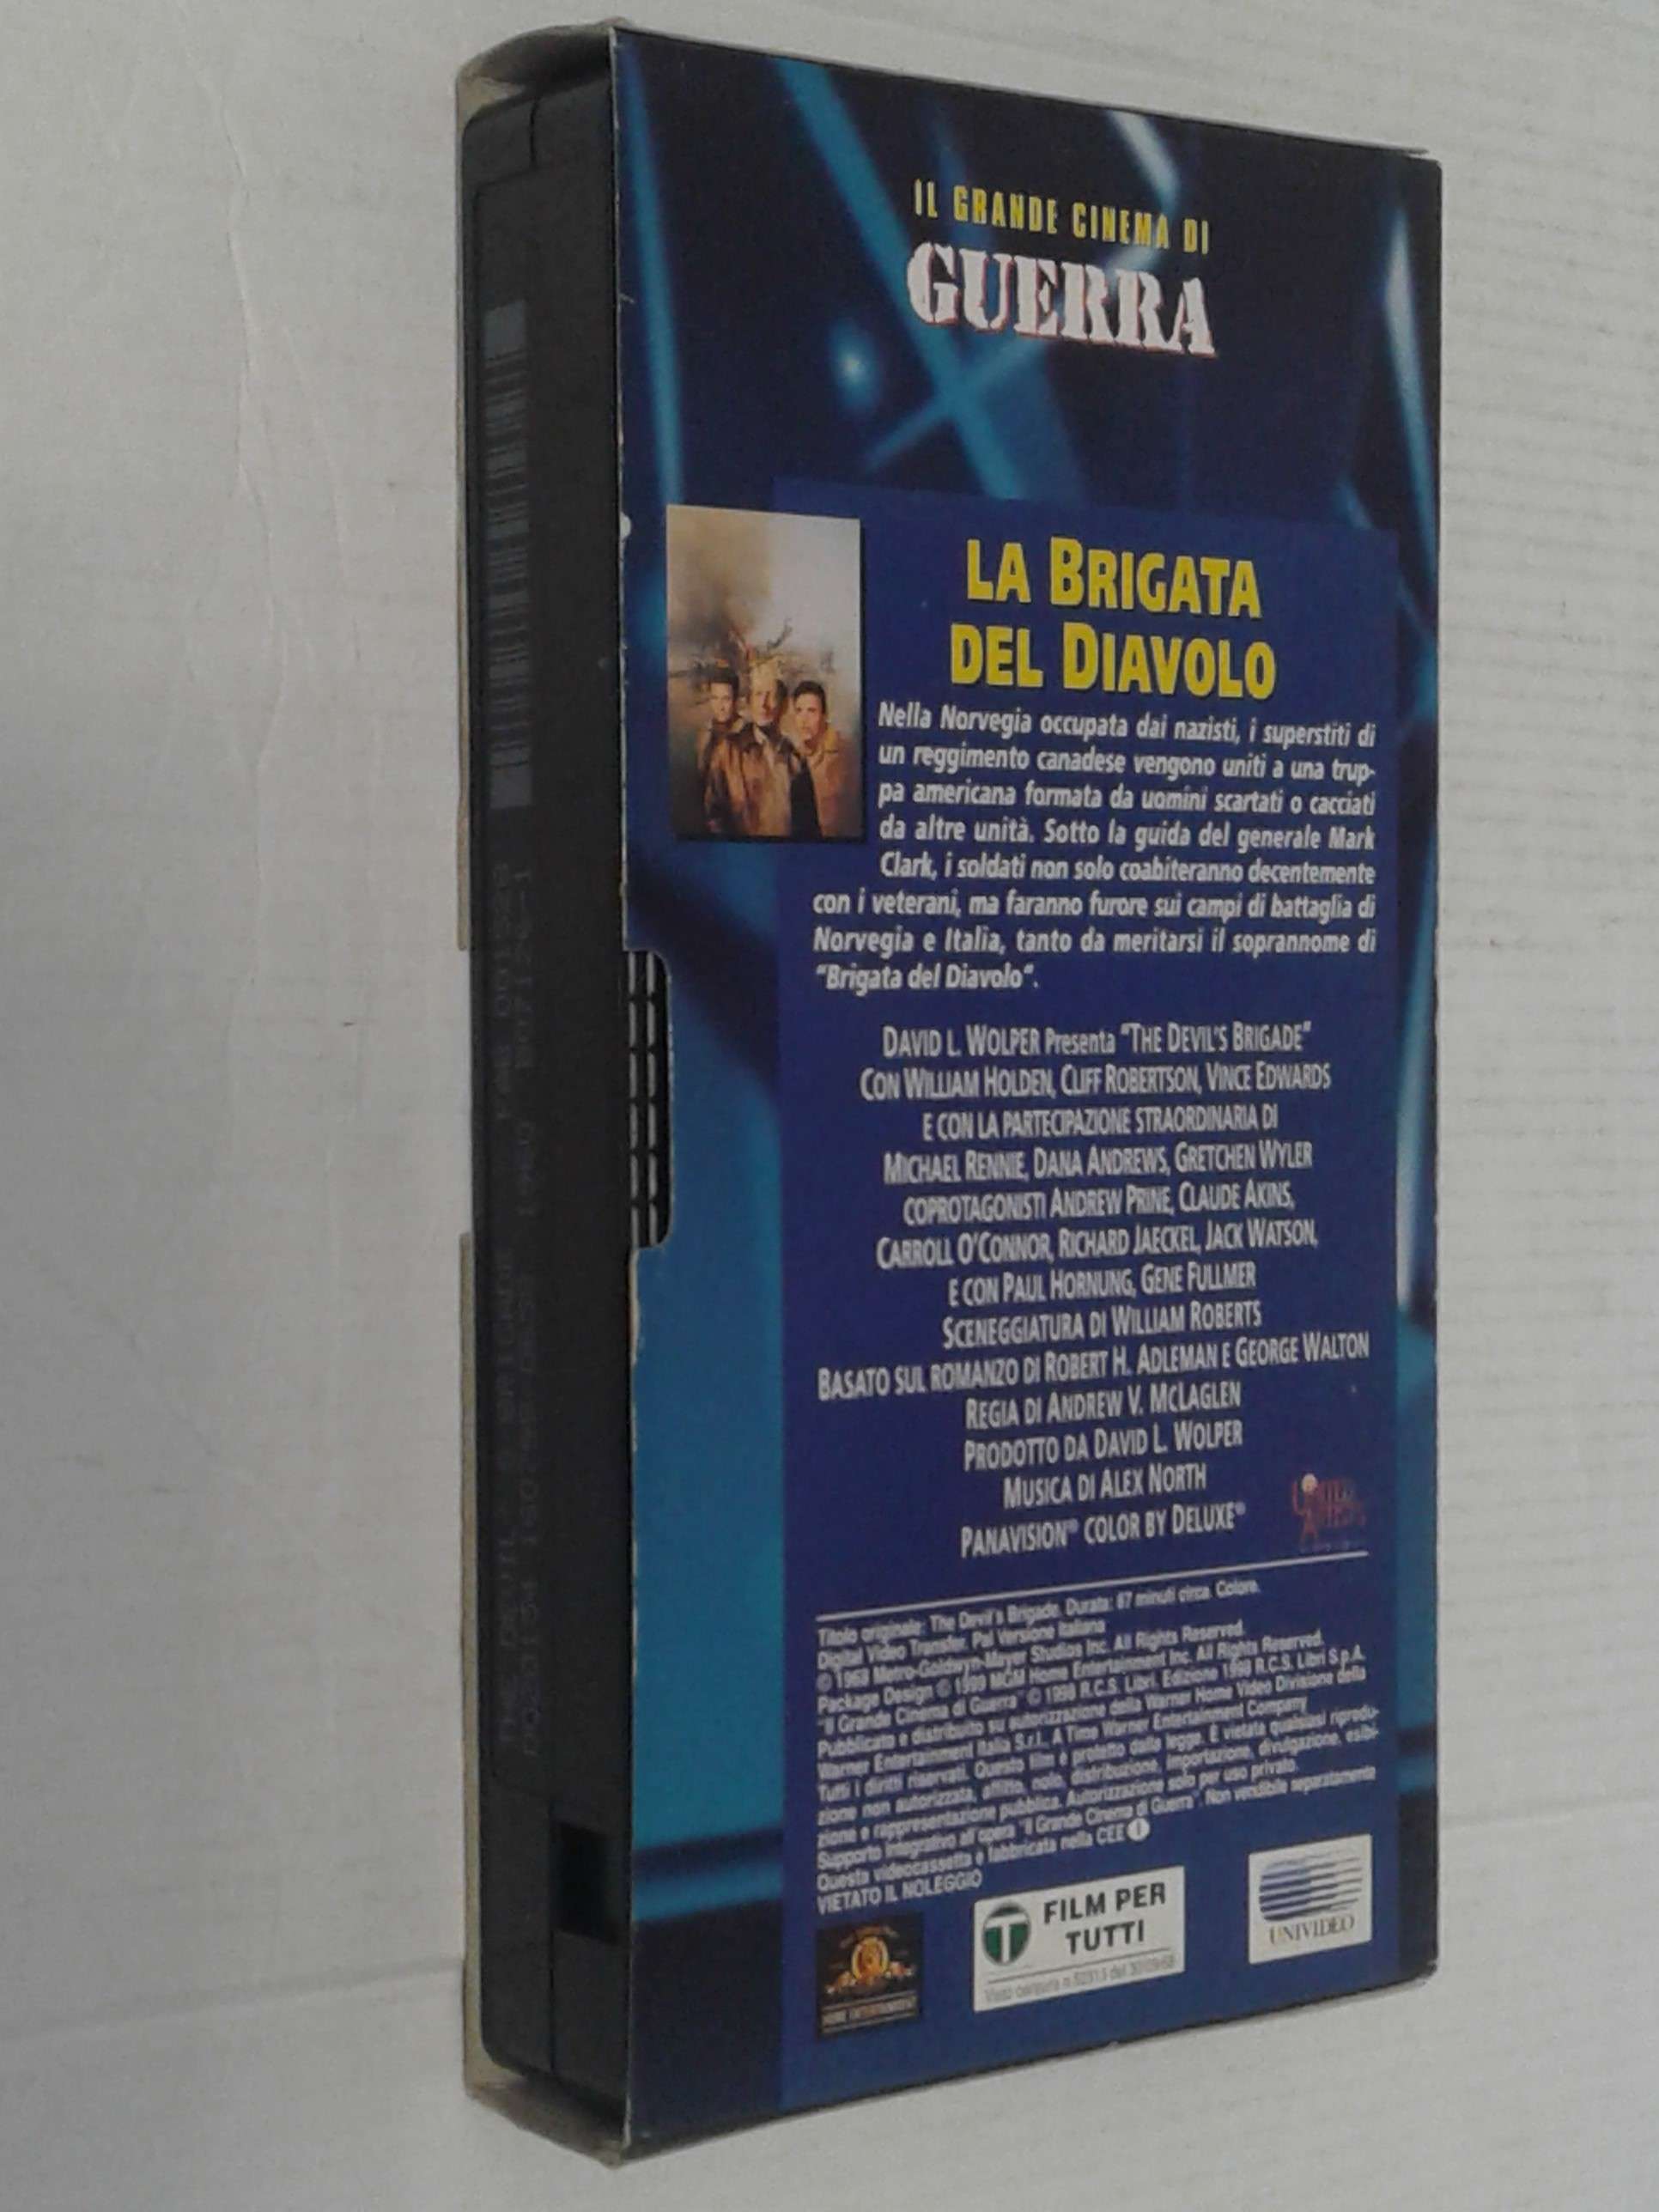 IL GRANDE CINEMA DI
GUERRA
LA BRIGATA
DEL DIAVOLO
Nella Norvegia occupata dai nazisti, i superstiti di
un reggimento canadese vengono uniti a una trup-
pa americana formata da uomini scartati o cacciati
da altre unità. Sotto la guida del generale Mark
Clark, i soldati non solo coabiteranno decentemente
con i veterani, ma faranno furore sui campi di battaglia di
Norvegia e Italia, tanto da meritarsi il soprannome di
"Brigata del Diavolo".
DAVID L. WOLPER Presenta "THE DEVIL'S BRIGADE"
CON WILLIAM HOLDEN, CLIFF ROBERTSON, VINCE EDWARDS
E CON LA PARTECIPAZIONE STRAORDINARIA DI
MICHAEL RENNIE, DANA ANDREWS, GRETCHEN WYLER
COPROTAGONISTI ANDREW PRINE, CLAUDE AKINS,
CARROLL O'CONNOR, RICHARD JAECKEL, JACK WATSON,
E CON PAUL HORNUNG, GENE FULLMER
SCENEGGIATURA DI WILLIAM ROBERTS
BASATO SUL ROMANZO DI ROBERT H. ADLEMAN E GEORGE WALTON
REGIA DI ANDREW V. MCLAGLEN
PRODOTTO DA DAVID L. WOLPER
MUSICA DI ALEX NORTH
PANAVISION® COLOR BY DELUXE®
UNITED ARTISTS
Titolo originale: The Devil's Brigade. Durata: 67 minuti circa. Colore.
Digital Video Transfer. Pal Versione Italiana
© 1968 Metro-Goldwyn-Mayer Studios Inc. All Rights Reserved.
Package Design © 1999 MGM Home Entertainment Inc. All Rights Reserved.
"Il Grande Cinema di Guerra" © 1999 R.C.S. Libri. Edizione 1999 R.C.S. Libri S.p.A.
Pubblicato e distribuito su autorizzazione della Warner Home Video Divisione della
Warner Entertainment Italia S.r.l. A Time Warner Entertainment Company
Tutti i diritti riservati. Questo film è protetto dalla legge. È vietata qualsiasi riprodu-
zione non autorizzata, affitto, nolo, distribuzione, importazione, divulgazione, esibi-
zione o rappresentazione pubblica. Autorizzazione solo per uso privato.
Supporto integrativo all'opera "Il Grande Cinema di Guerra". Non vendibile separatamente
Questa videocassetta è fabbricata nella CEE
VIETATO IL NOLEGGIO
HOME ENTERTAINMENT
T FILM PER
TUTTI
Visto censura n.
UNIVIDEO
THE DEVIL'S BRIGADE